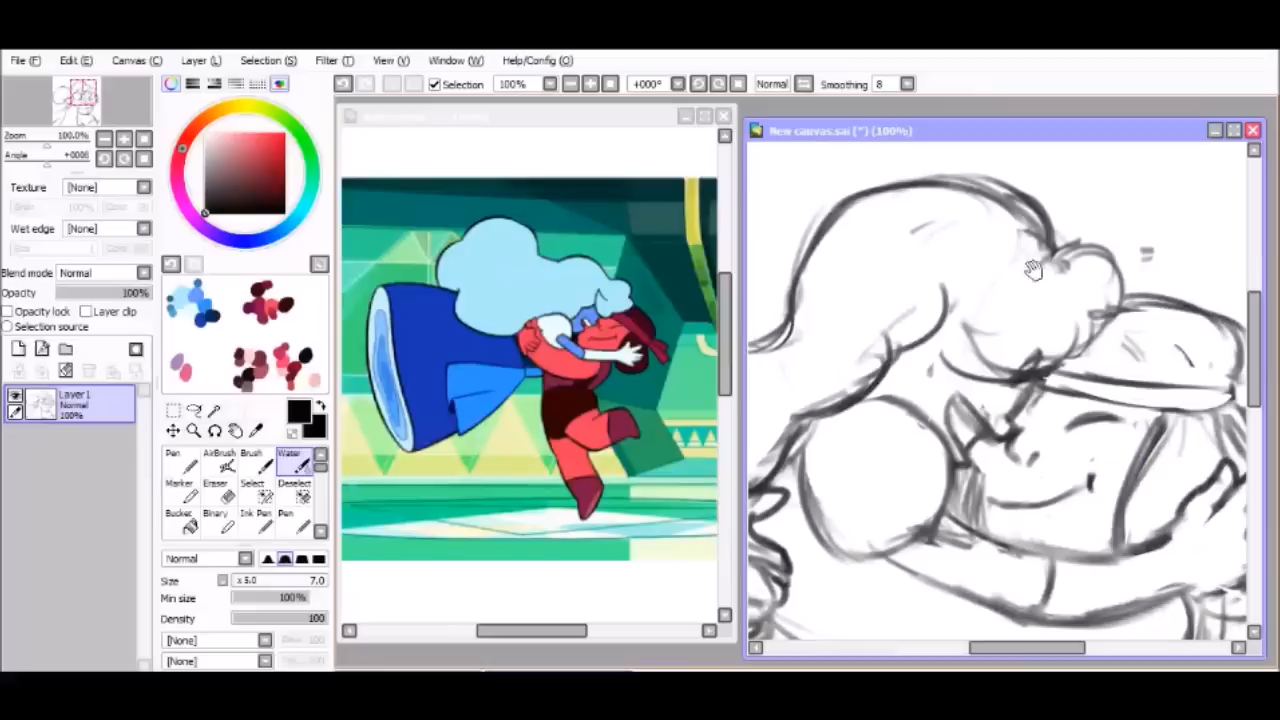 File (F) Edit (E) Canvas (C) Layer (L) Selection (S) Filter (T) View (V) Window (W) Help/Config (O)
Selection 100% +000° Normal Smoothing 8
New canvas.sai (*) (100%)
Zoom 100.0%
Angle
Texture [None]
100%
Wet edge [None]
Blend mode Normal
Opacity 100%
Opacity lock Layer clip
Selection source
Layer1
Normal
100%
Pen AirBrush Brush Water
Marker Eraser Select Deselect
Bucket Binary Ink Pen Pen
Normal
Size x 5.0 7.0
Min size 100%
Density 100
[None]
[None]